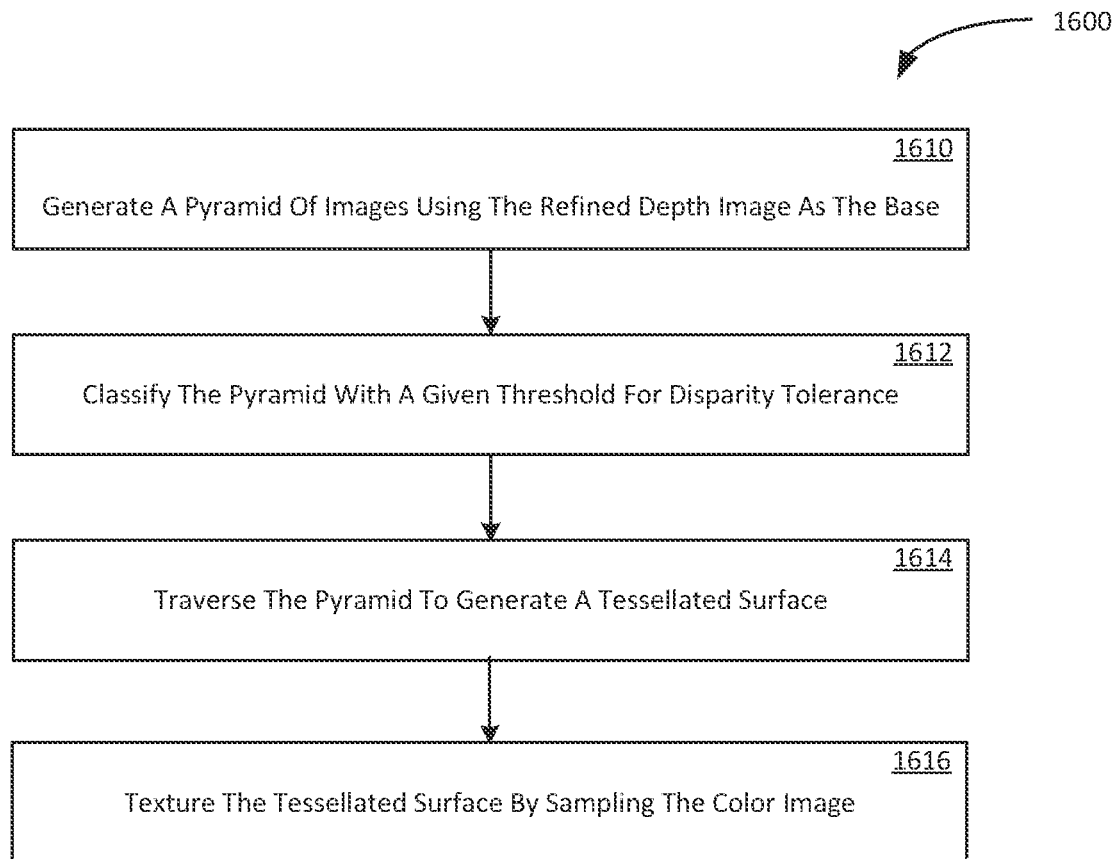 1600
1610
Generate A Pyramid Of Images Using The Refined Depth Image As The Base
1612
Classify The Pyramid With A Given Threshold For Disparity Tolerance
1614
Traverse The Pyramid To Generate A Tessellated Surface
1616
Texture The Tessellated Surface By Sampling The Color Image